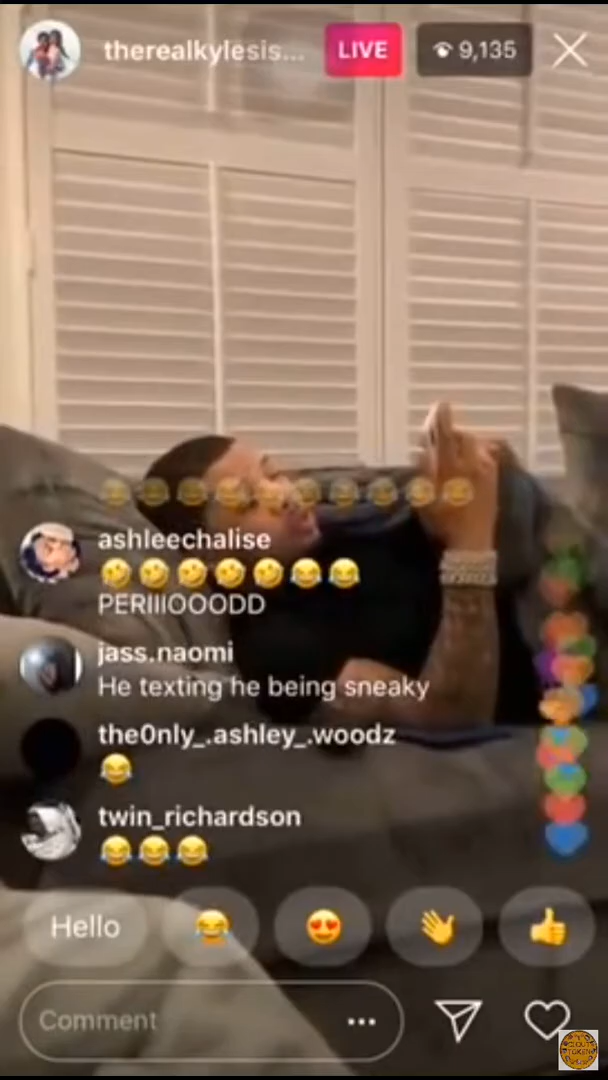 therealkylesis...
LIVE
9,135
😂😂😂😂😂😂😂😂😂😂
ashleechalise
🤣🤣🤣🤣🤣😂😂
PERIIIOOODD
jass.naomi
He texting he being sneaky
the0nly_.ashley_.woodz
😂
twin_richardson
😂😂😂
Hello 😂 😍 👋 👍
Comment ...